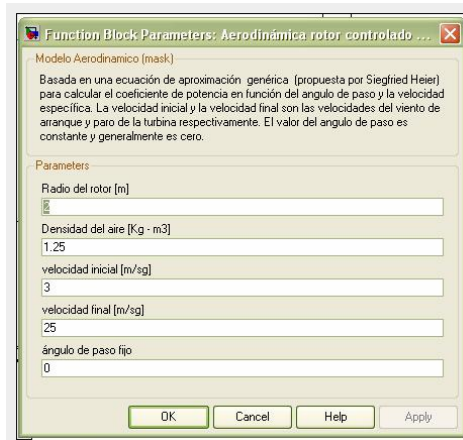 Function Block Parameters: Aerodinámica rotor controlado ...
Modelo Aerodinamico (mask)
Basada en una ecuación de aproximación genérica (propuesta por Siegfried Heier)
para calcular el coeficiente de potencia en función del angulo de paso y la velocidad
específica. La velocidad inicial y la velocidad final son las velocidades del viento de
arranque y paro de la turbina respectivamente. El valor del angulo de paso es
constante y generalmente es cero.
Parameters
Radio del rotor [m]
2
Densidad del aire [Kg - m3]
1.25
velocidad inicial [m/sg]
3
velocidad final [m/sg]
25
ángulo de paso fijo
0
OK Cancel Help Apply